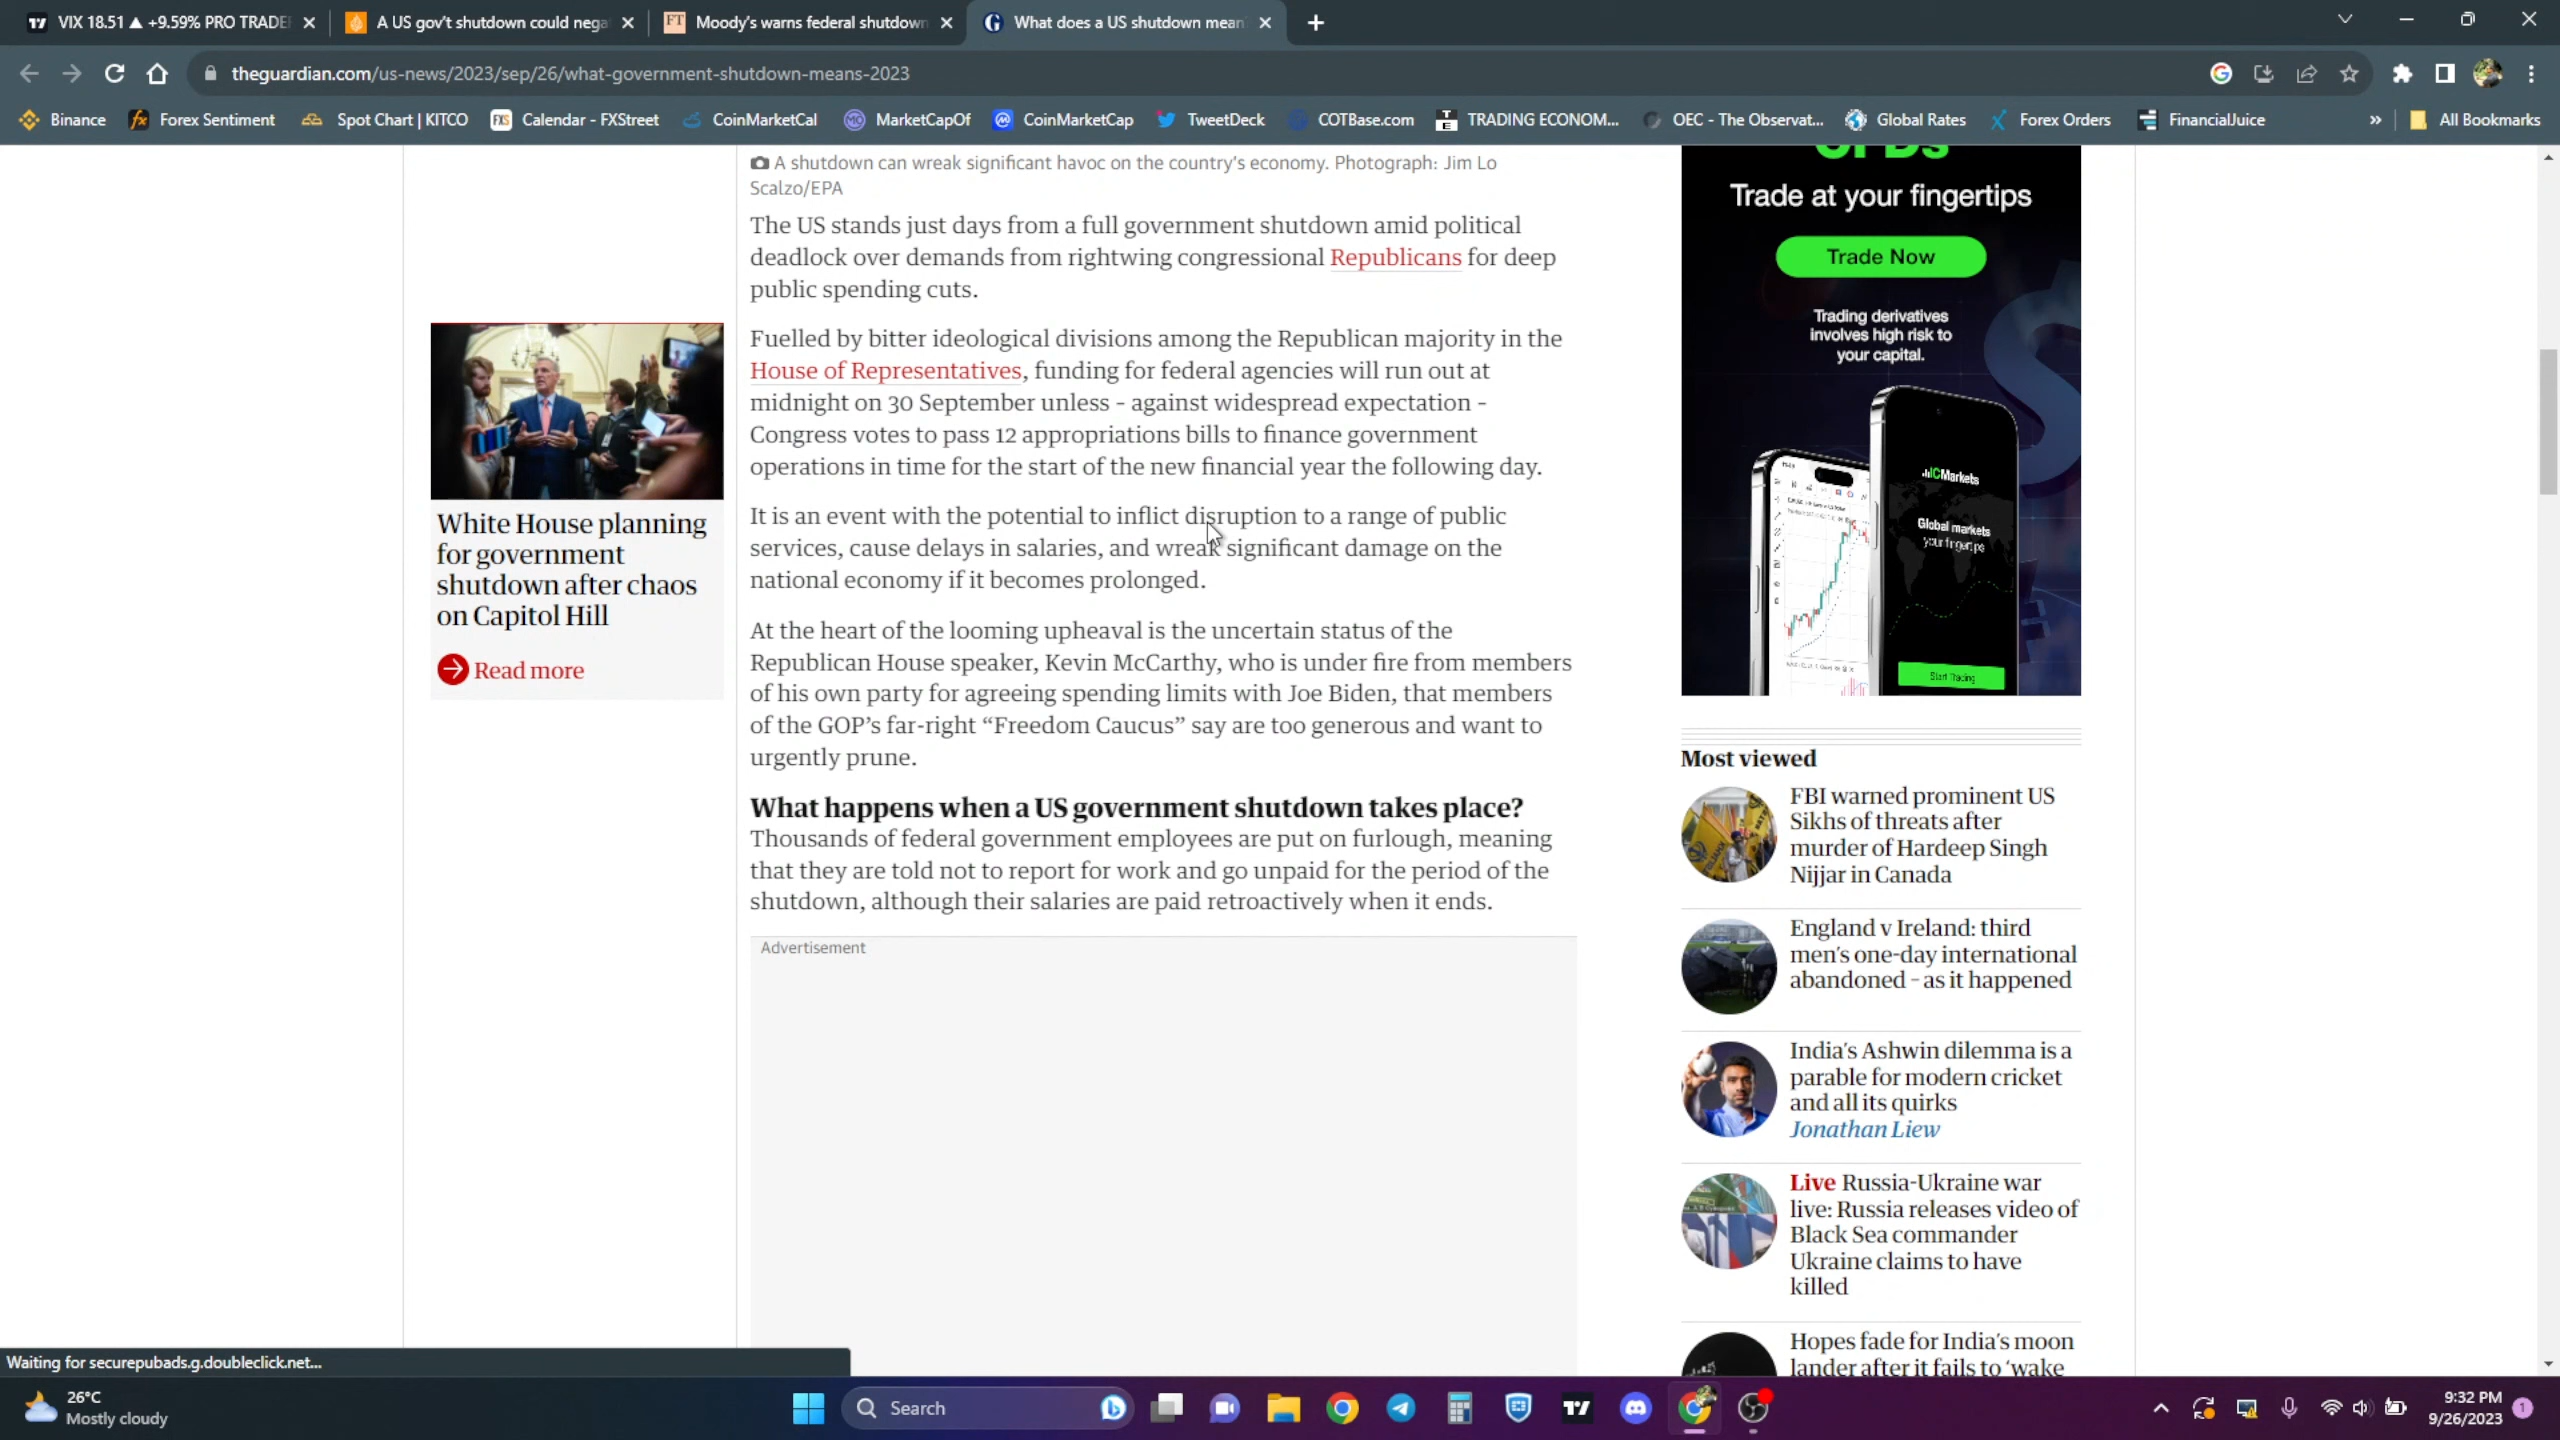 VIX 18.51 ▲ +9.59% PRO TRADE
A US gov't shutdown could nega
FT Moody's warns federal shutdown
What does a US shutdown mean
theguardian.com/us-news/2023/sep/26/what-government-shutdown-means-2023
Binance
Forex Sentiment
Spot Chart | KITCO
FXS Calendar - FXStreet
CoinMarketCal
MarketCapOf
CoinMarketCap
TweetDeck
COTBase.com
TRADING ECONOM...
OEC - The Observat...
Global Rates
Forex Orders
FinancialJuice
»
All Bookmarks
A shutdown can wreak significant havoc on the country's economy. Photograph: Jim Lo
Scalzo/EPA
The US stands just days from a full government shutdown amid political
deadlock over demands from rightwing congressional Republicans for deep
public spending cuts.
Fuelled by bitter ideological divisions among the Republican majority in the
House of Representatives, funding for federal agencies will run out at
midnight on 30 September unless – against widespread expectation –
Congress votes to pass 12 appropriations bills to finance government
operations in time for the start of the new financial year the following day.
It is an event with the potential to inflict disruption to a range of public
services, cause delays in salaries, and wreak significant damage on the
national economy if it becomes prolonged.
At the heart of the looming upheaval is the uncertain status of the
Republican House speaker, Kevin McCarthy, who is under fire from members
of his own party for agreeing spending limits with Joe Biden, that members
of the GOP's far-right “Freedom Caucus” say are too generous and want to
urgently prune.
What happens when a US government shutdown takes place?
Thousands of federal government employees are put on furlough, meaning
that they are told not to report for work and go unpaid for the period of the
shutdown, although their salaries are paid retroactively when it ends.
Advertisement
White House planning
for government
shutdown after chaos
on Capitol Hill
Read more
CFDs
Trade at your fingertips
Trade Now
Trading derivatives
involves high risk to
your capital.
ICMarkets
Global markets
your fingertips
Start Trading
Most viewed
FBI warned prominent US
Sikhs of threats after
murder of Hardeep Singh
Nijjar in Canada
England v Ireland: third
men's one-day international
abandoned – as it happened
India's Ashwin dilemma is a
parable for modern cricket
and all its quirks
Jonathan Liew
Live Russia-Ukraine war
live: Russia releases video of
Black Sea commander
Ukraine claims to have
killed
Hopes fade for India's moon
lander after it fails to ‘wake
Waiting for securepubads.g.doubleclick.net...
26°C
Mostly cloudy
Search
9:32 PM
9/26/2023
1